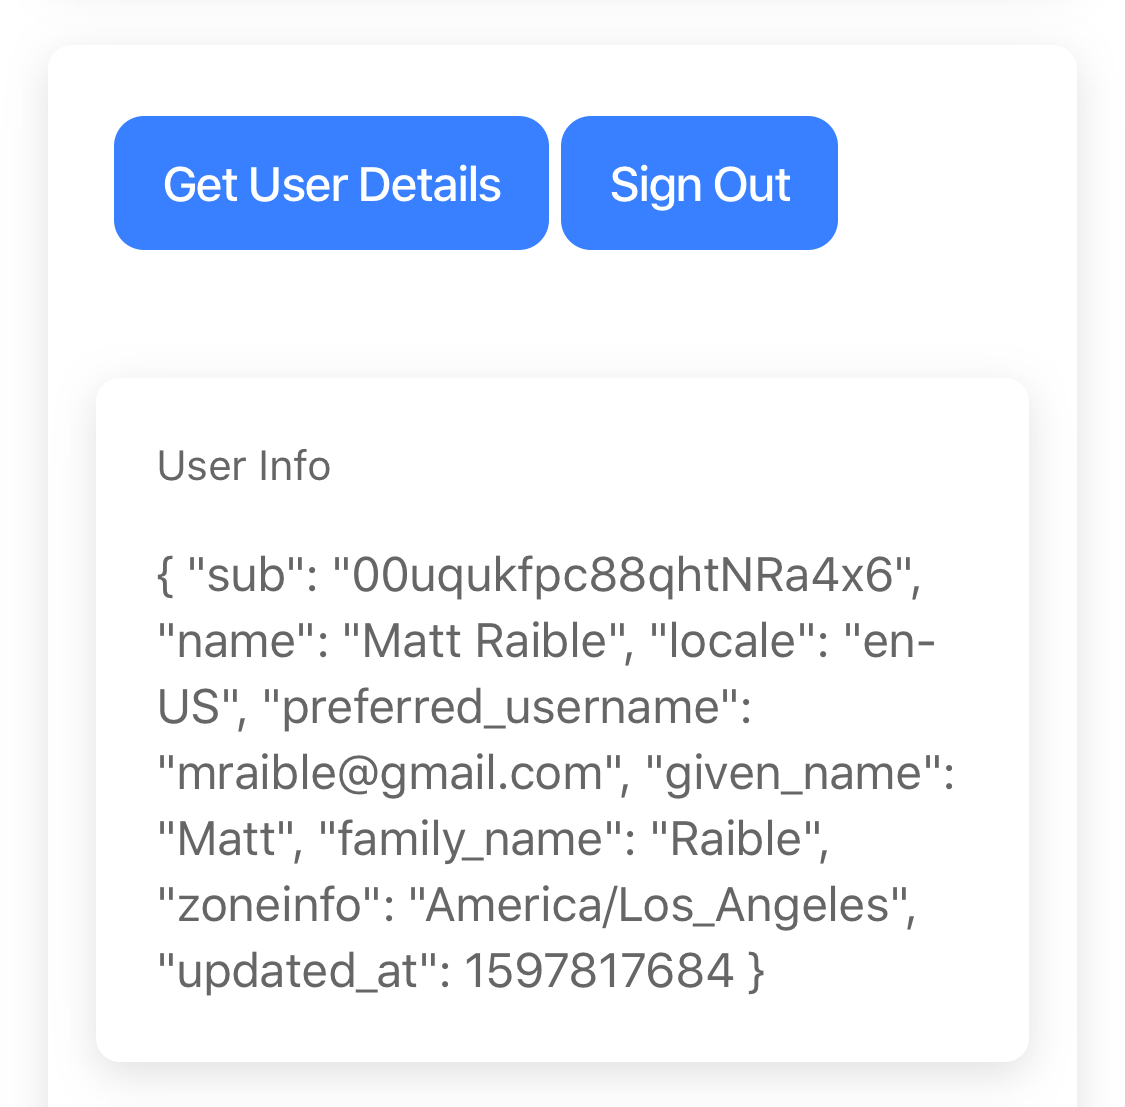 Get User Details Sign Out
User Info
{ "sub": "00uqukfpc88qhtNRa4x6",
"name": "Matt Raible", "locale": "en-
US", "preferred_username":
"mraible@gmail.com", "given_name":
"Matt", "family_name": "Raible",
"zoneinfo": "America/Los_Angeles",
"updated_at": 1597817684 }